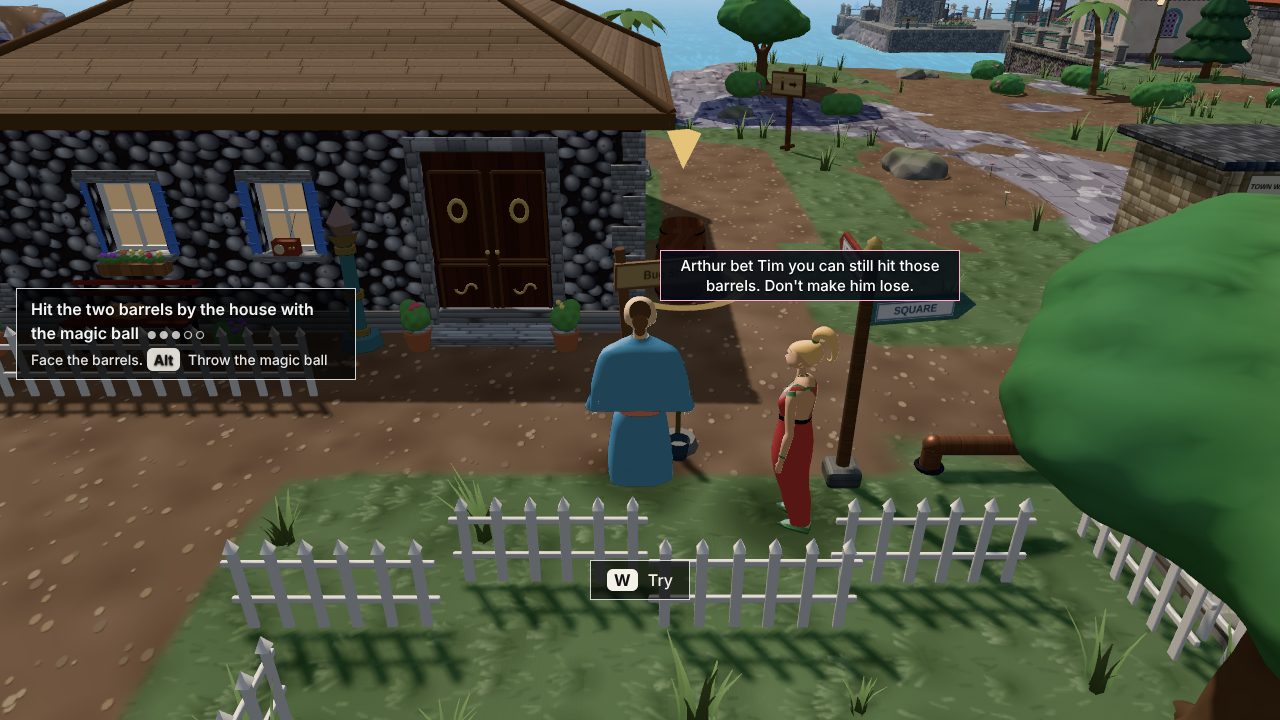 Arthur bet Tim you can still hit those
barrels. Don't make him lose.
SQUARE
Hit the two barrels by the house with
the magic ball
Face the barrels. Alt Throw the magic ball
W Try